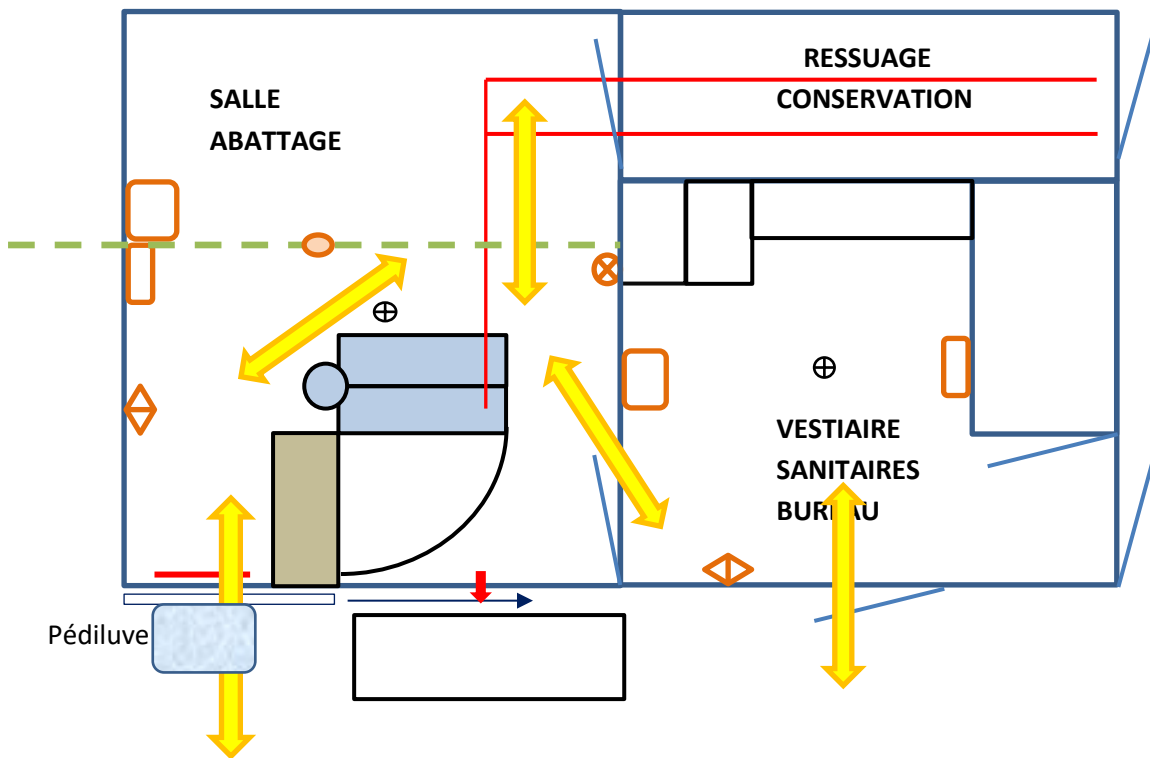 RESSUAGE
CONSERVATION
SALLE
ABATTAGE
VESTIAIRE
SANITAIRES
BUREAU
Pédiluve